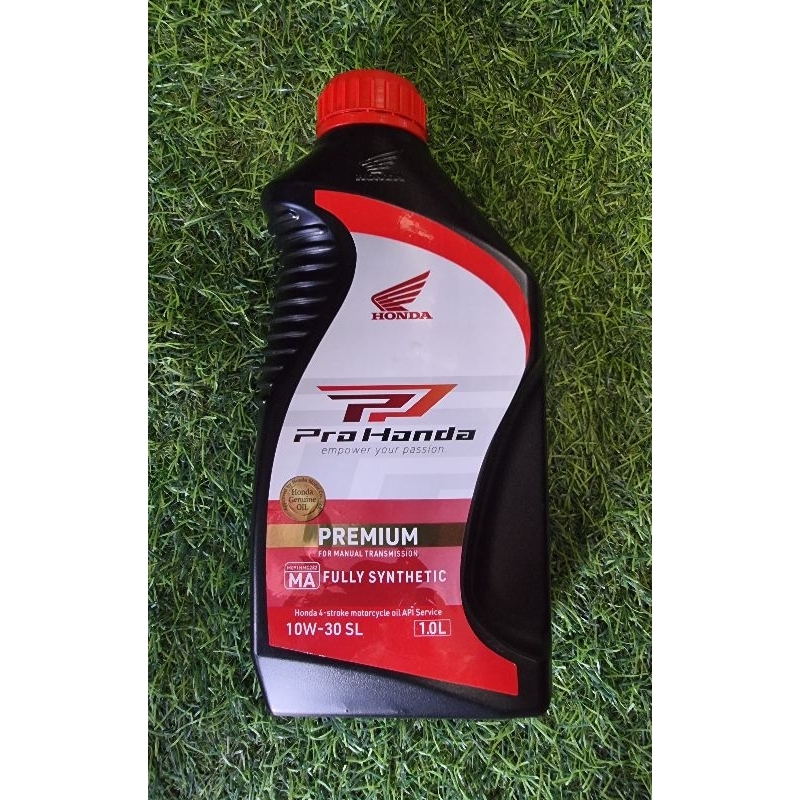 HONDA
HONDA
Pro Honda
empower your passion
Honda
Genuine
OIL
PREMIUM
FOR MANUAL TRANSMISSION
MA
FULLY SYNTHETIC
Honda 4-stroke motorcycle oil API Service
10W-30 SL
1.0L